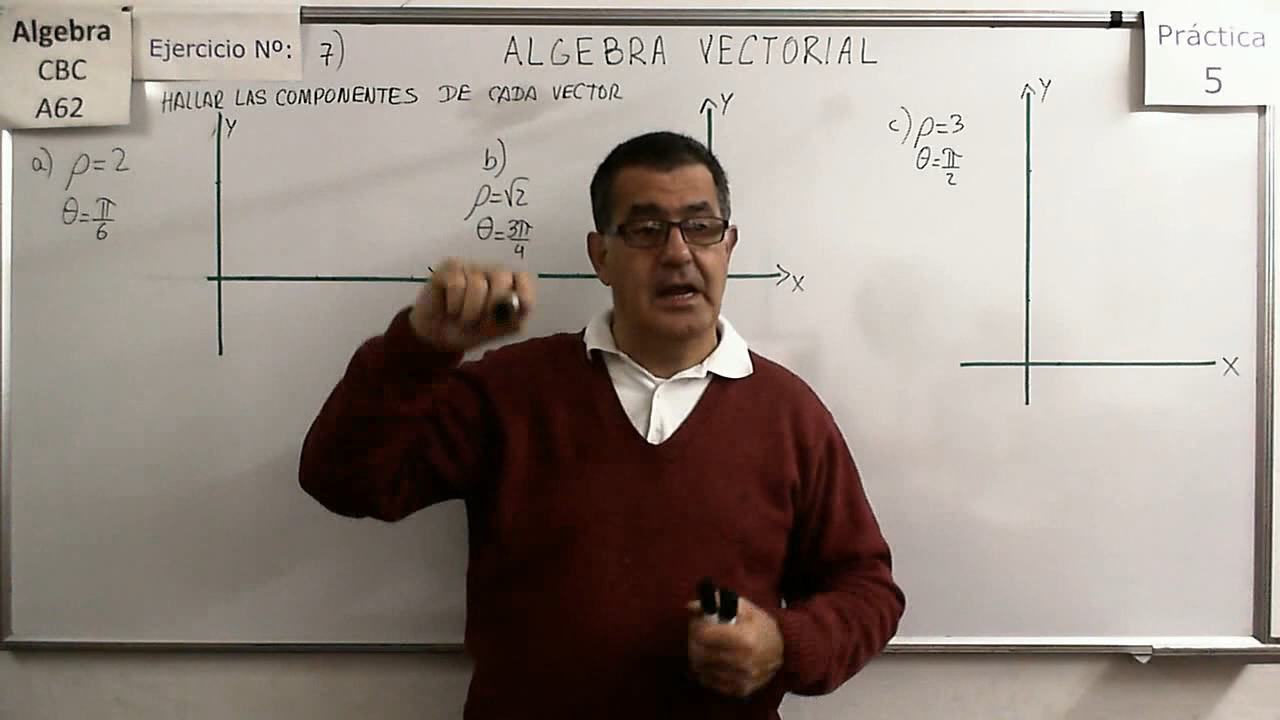 Algebra
CBC
A62
Ejercicio Nº: 7)
ALGEBRA VECTORIAL
Práctica
5
HALLAR LAS COMPONENTES DE CADA VECTOR
a) ρ=2
θ=π/6
Y
b)
ρ=√2
θ=3π/4
Y
X
c) ρ=3
θ=π/2
Y
X